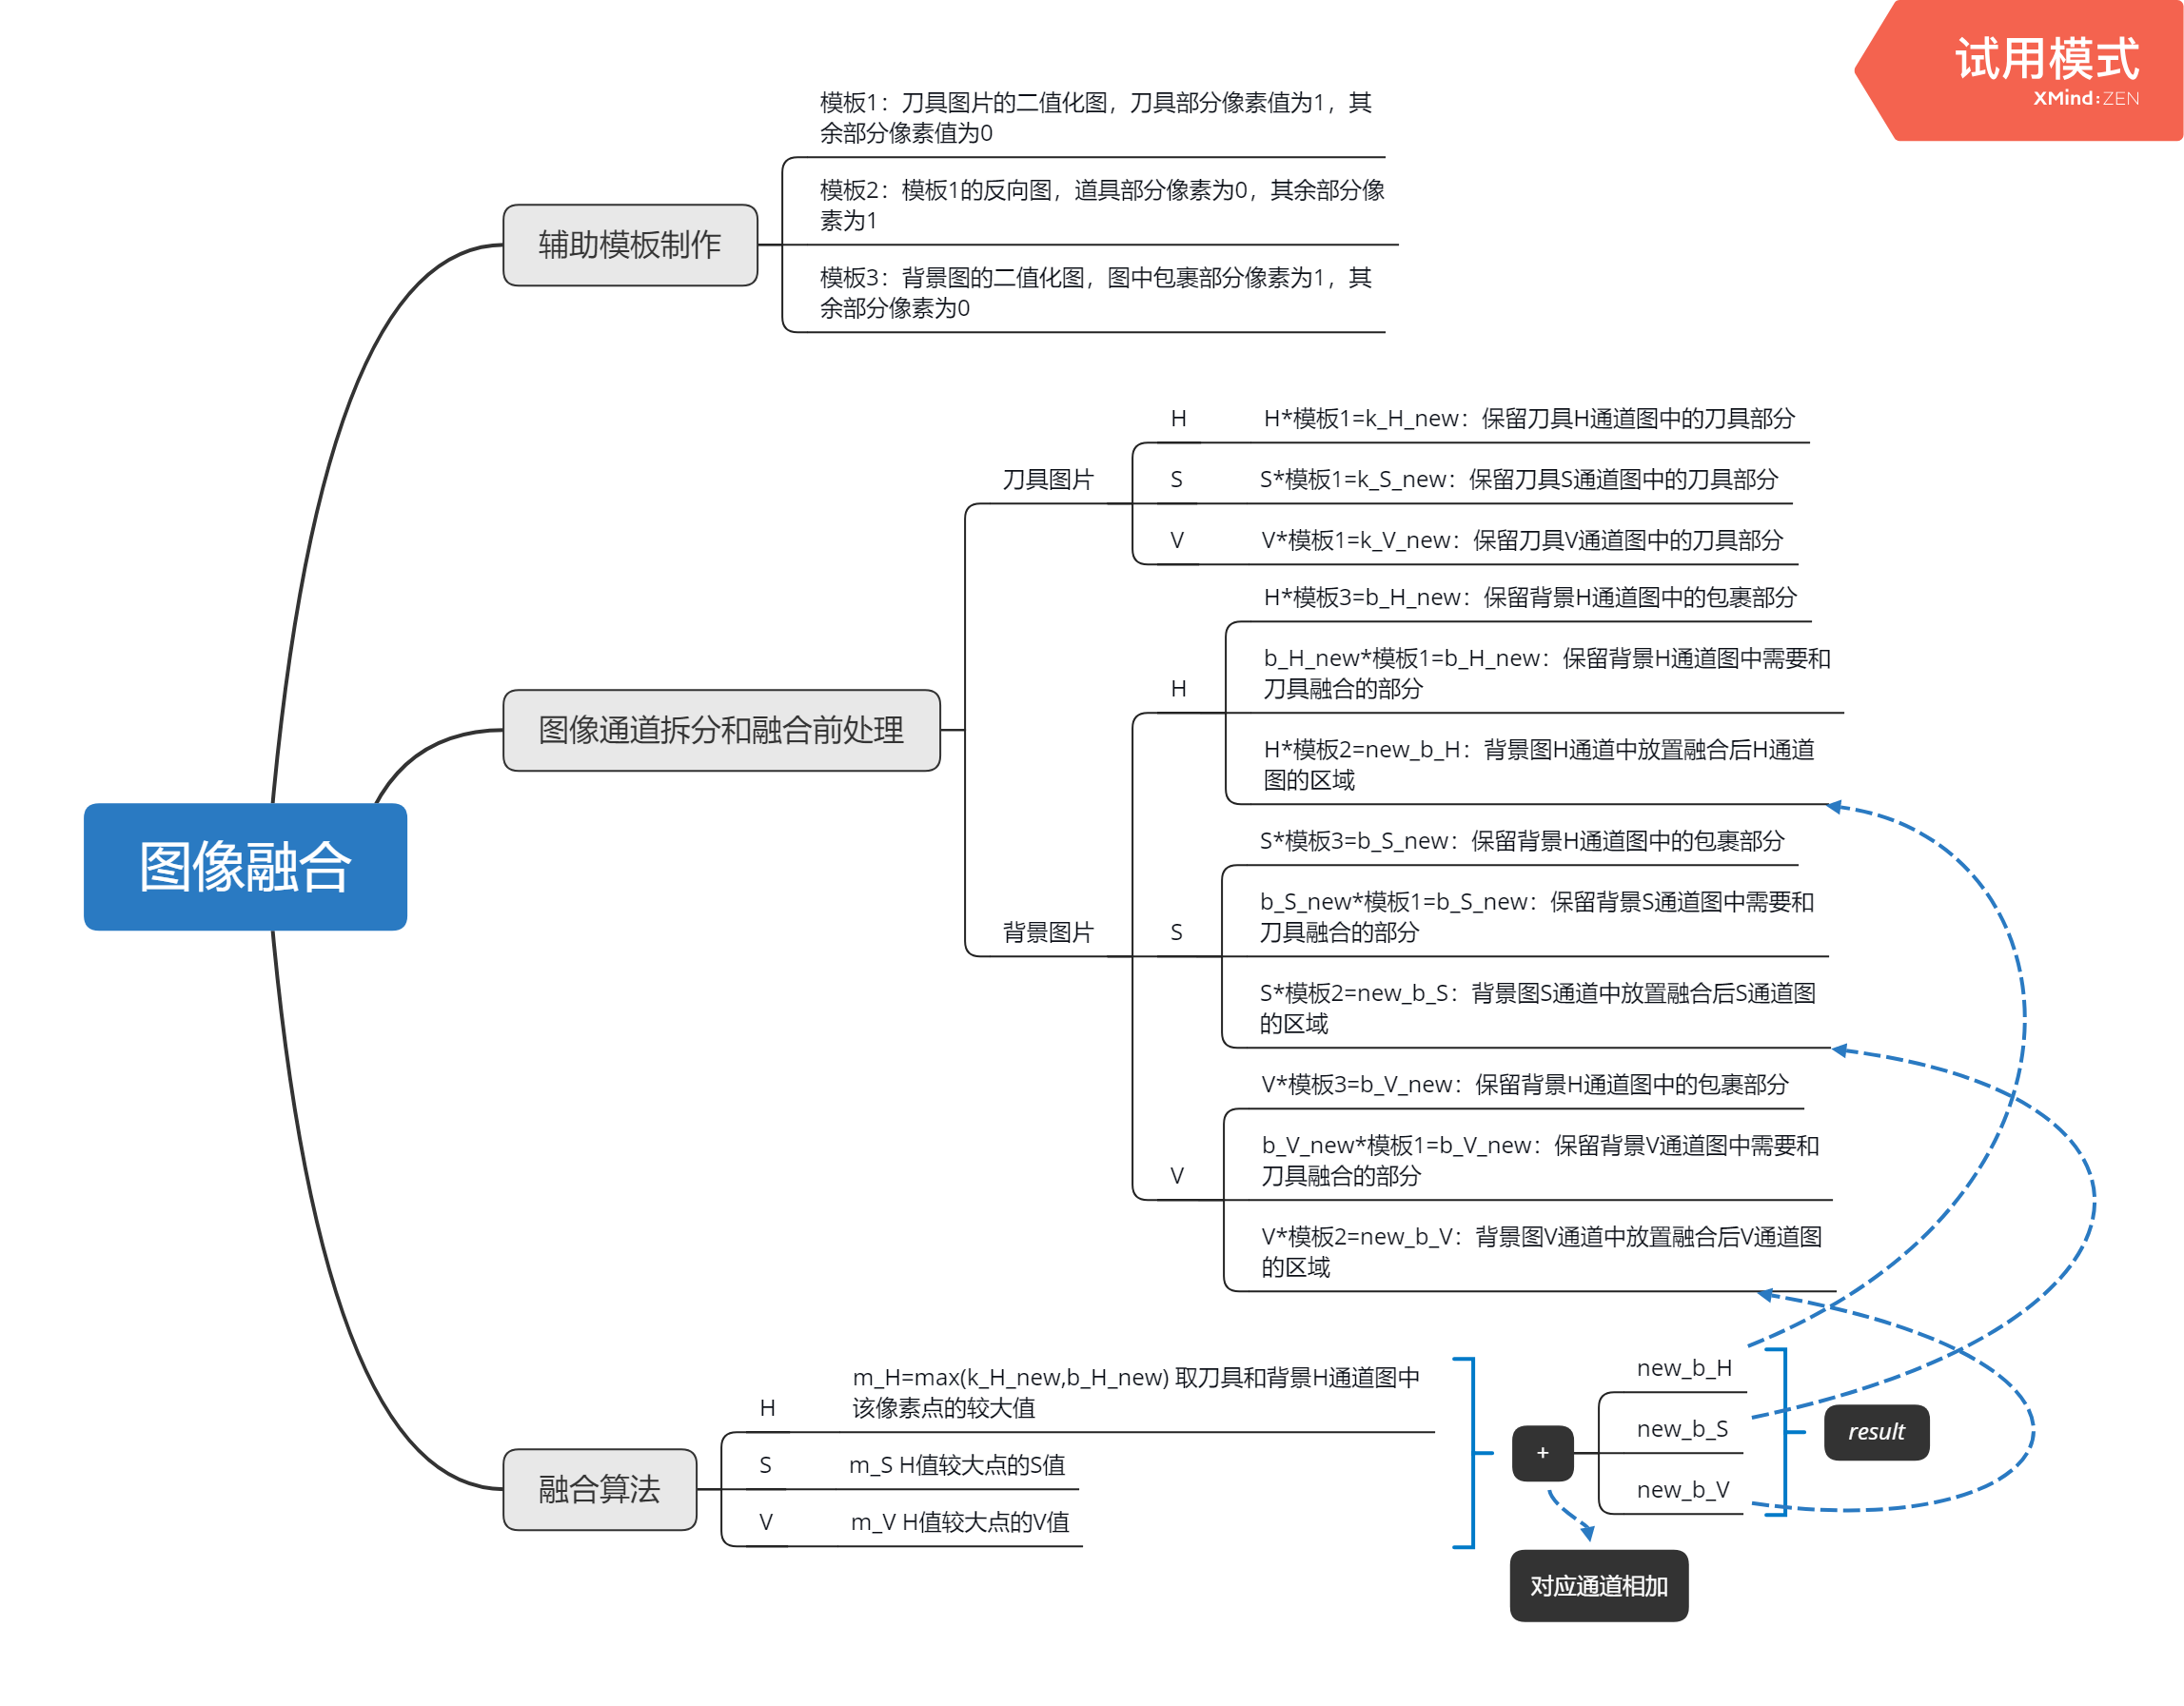 试用模式
XMind:ZEN
图像融合
辅助模板制作
模板1：刀具图片的二值化图，刀具部分像素值为1，其
余部分像素值为0
模板2：模板1的反向图，道具部分像素为0，其余部分像
素为1
模板3：背景图的二值化图，图中包裹部分像素为1，其
余部分像素为0
图像通道拆分和融合前处理
刀具图片
H
H*模板1=k_H_new：保留刀具H通道图中的刀具部分
S
S*模板1=k_S_new：保留刀具S通道图中的刀具部分
V
V*模板1=k_V_new：保留刀具V通道图中的刀具部分
背景图片
H
H*模板3=b_H_new：保留背景H通道图中的包裹部分
b_H_new*模板1=b_H_new：保留背景H通道图中需要和
刀具融合的部分
H*模板2=new_b_H：背景图H通道中放置融合后H通道
图的区域
S
S*模板3=b_S_new：保留背景H通道图中的包裹部分
b_S_new*模板1=b_S_new：保留背景S通道图中需要和
刀具融合的部分
S*模板2=new_b_S：背景图S通道中放置融合后S通道图
的区域
V
V*模板3=b_V_new：保留背景H通道图中的包裹部分
b_V_new*模板1=b_V_new：保留背景V通道图中需要和
刀具融合的部分
V*模板2=new_b_V：背景图V通道中放置融合后V通道图
的区域
融合算法
H
m_H=max(k_H_new,b_H_new) 取刀具和背景H通道图中
该像素点的较大值
S
m_S H值较大点的S值
V
m_V H值较大点的V值
+
对应通道相加
new_b_H
new_b_S
new_b_V
result